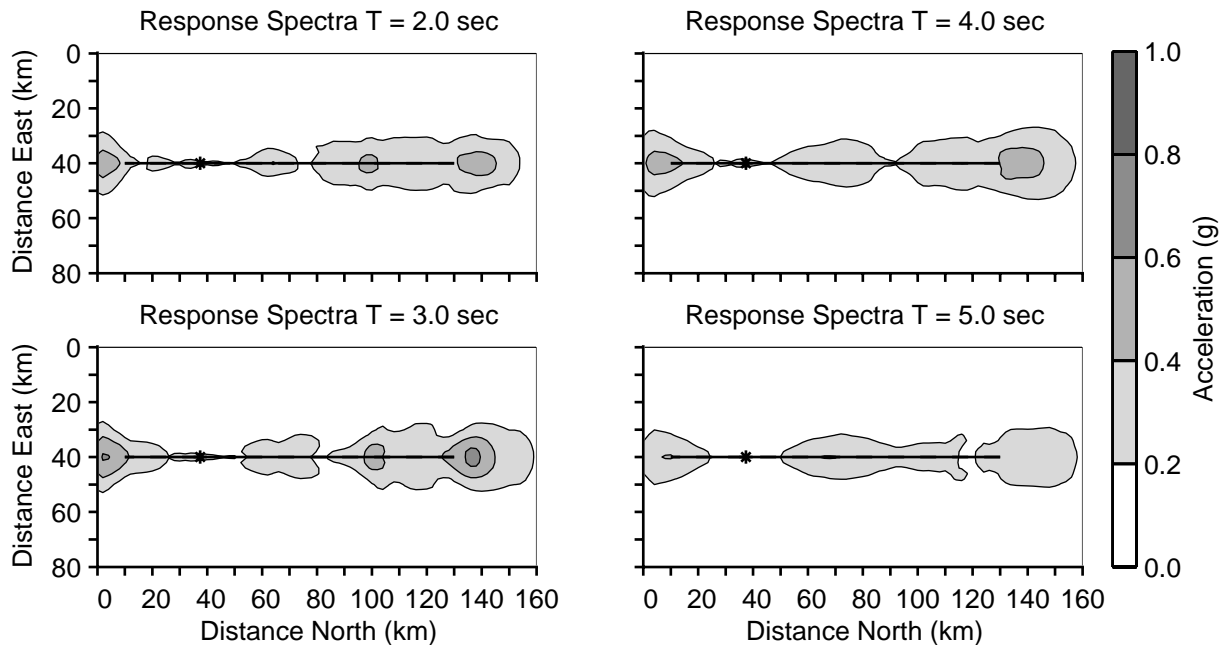 Response Spectra T = 2.0 sec
Response Spectra T = 4.0 sec
Distance East (km)
0
20
40
60
80
Response Spectra T = 3.0 sec
Response Spectra T = 5.0 sec
Distance East (km)
0
20
40
60
80
0 20 40 60 80 100 120 140 160
Distance North (km)
0 20 40 60 80 100 120 140 160
Distance North (km)
1.0
0.8
0.6
0.4
0.2
0.0
Acceleration (g)